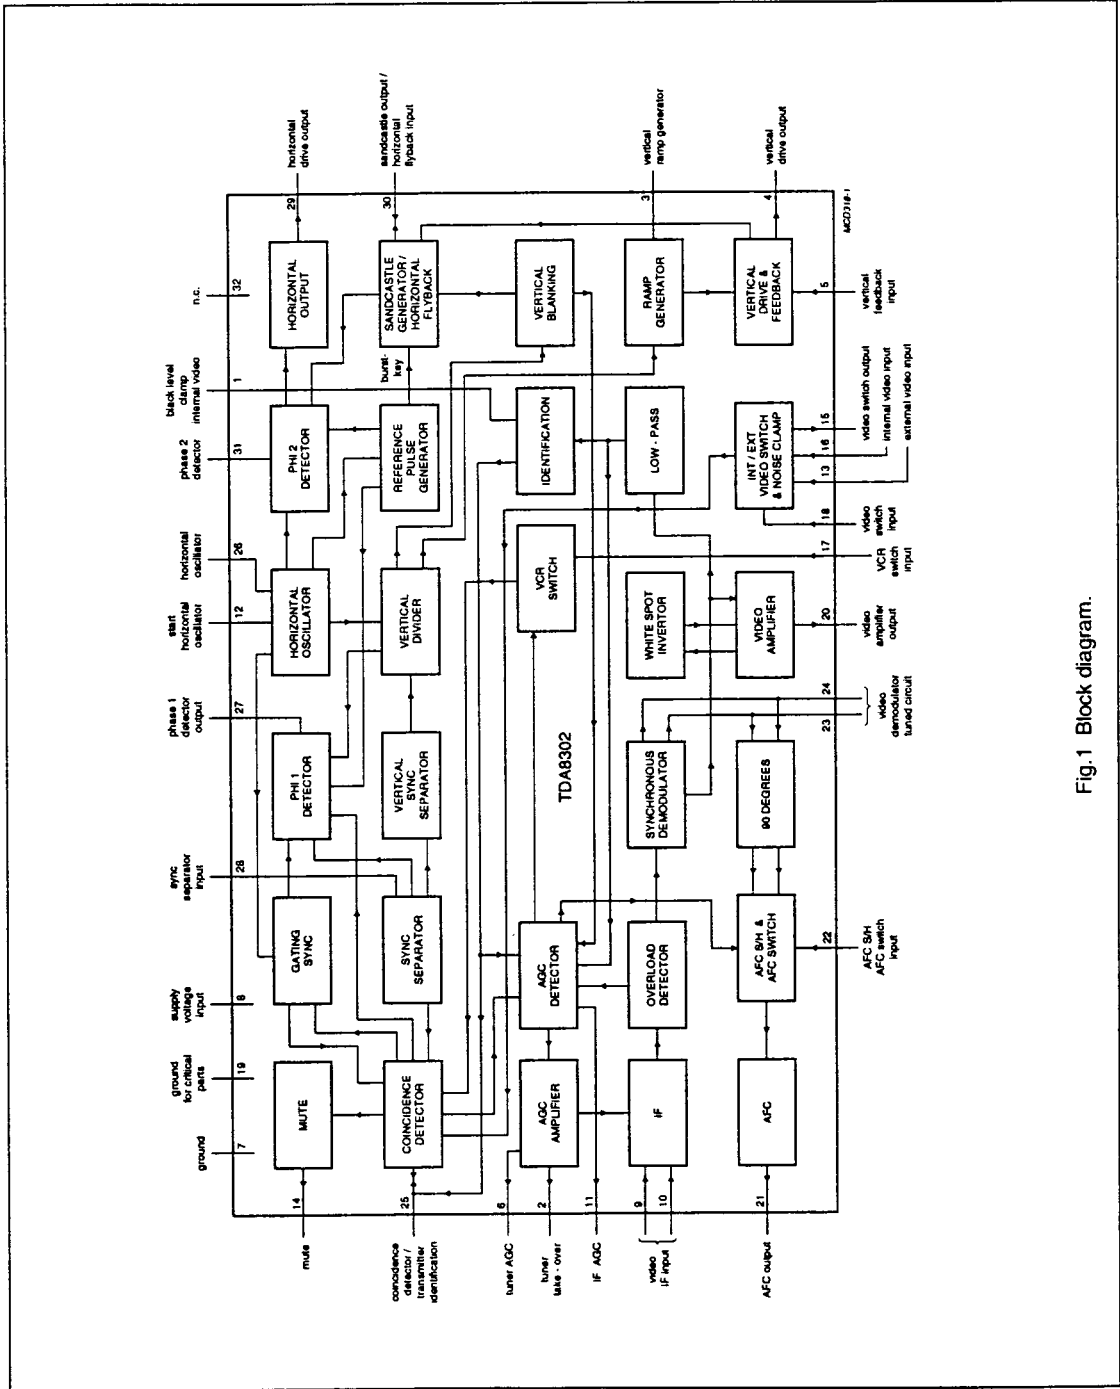 ground
7
ground
for critical
parts
19
supply
voltage
input
8
sync
separator
input
28
phase 1
detector
output
27
start
horizontal
oscillator
12
horizontal
oscillator
26
phase 2
detector
31
black level
clamp
internal video
1
n.c.
32
mute
14
MUTE
GATING
SYNC
PHI 1
DETECTOR
HORIZONTAL
OSCILLATOR
PHI 2
DETECTOR
HORIZONTAL
OUTPUT
29
horizontal
drive output
coincidence
detector /
transmitter
identification
25
COINCIDENCE
DETECTOR
SYNC
SEPARATOR
VERTICAL
SYNC
SEPARATOR
VERTICAL
DIVIDER
REFERENCE
PULSE
GENERATOR
burst-
key
SANDCASTLE
GENERATOR /
HORIZONTAL
FLYBACK
30
sandcastle output /
horizontal
flyback input
tuner AGC
6
tuner
take - over
2
IF AGC
11
AGC
AMPLIFIER
AGC
DETECTOR
TDA8302
VCR
SWITCH
IDENTIFICATION
VERTICAL
BLANKING
video
IF input
9
10
IF
OVERLOAD
DETECTOR
SYNCHRONOUS
DEMODULATOR
WHITE SPOT
INVERTOR
LOW - PASS
RAMP
GENERATOR
3
vertical
ramp generator
AFC output
21
AFC
AFC S/H &
AFC SWITCH
90 DEGREES
VIDEO
AMPLIFIER
INT / EXT
VIDEO SWITCH
& NOISE CLAMP
VERTICAL
DRIVE &
FEEDBACK
4
vertical
drive output
22
AFC S/H
AFC switch
input
23
24
video
demodulator
tuned circuit
20
video
amplifier
output
17
VCR
switch
input
18
video
switch
input
13
16
15
video switch output
internal video input
external video input
5
vertical
feedback
input
MCD318-1
Fig.1 Block diagram.